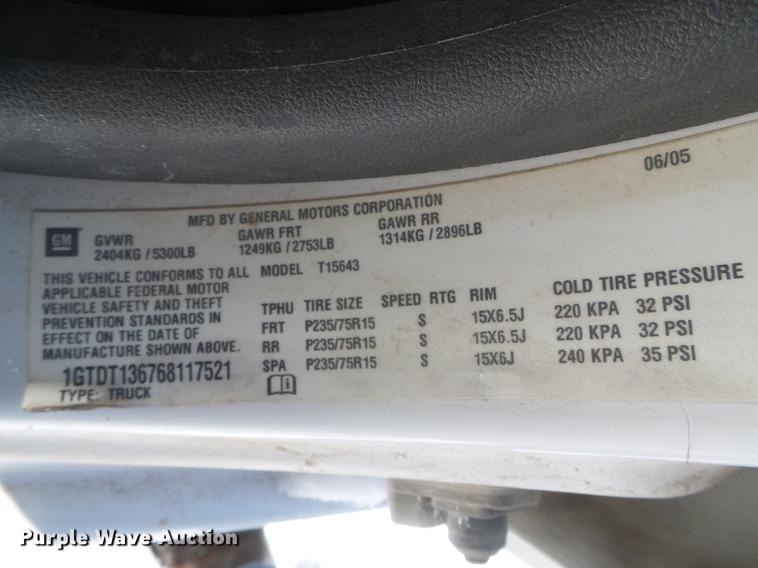 06/05
MFD BY GENERAL MOTORS CORPORATION
GM GVWR GAWR FRT GAWR RR
2404KG / 5300LB 1249KG / 2753LB 1314KG / 2896LB
THIS VEHICLE CONFORMS TO ALL MODEL T15643
APPLICABLE FEDERAL MOTOR
VEHICLE SAFETY AND THEFT
PREVENTION STANDARDS IN
EFFECT ON THE DATE OF
MANUFACTURE SHOWN ABOVE.
TPHU TIRE SIZE SPEED RTG RIM COLD TIRE PRESSURE
FRT P235/75R15 S 15X6.5J 220 KPA 32 PSI
RR P235/75R15 S 15X6.5J 220 KPA 32 PSI
SPA P235/75R15 S 15X6J 240 KPA 35 PSI
1GTDT136768117521
TYPE: TRUCK
Purple Wave Auction